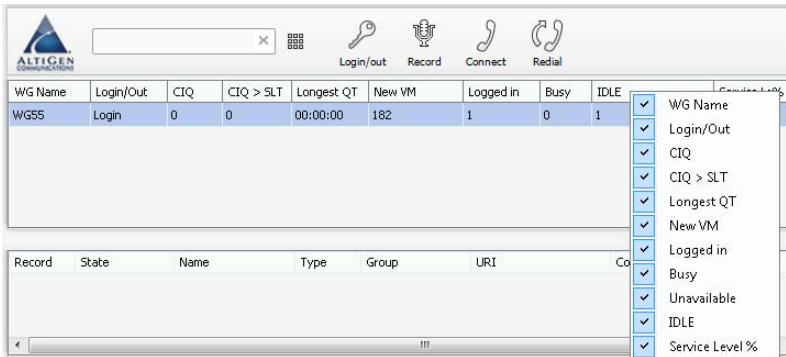 ALTIGEN
COMMUNICATIONS
Login/out Record Connect Redial
WG Name Login/Out CIQ CIQ > SLT Longest QT New VM Logged in Busy IDLE
WG55 Login 0 0 00:00:00 182 1 0 1
WG Name
Login/Out
CIQ
CIQ > SLT
Longest QT
New VM
Logged in
Busy
Unavailable
IDLE
Service Level %
Record State Name Type Group URI Co